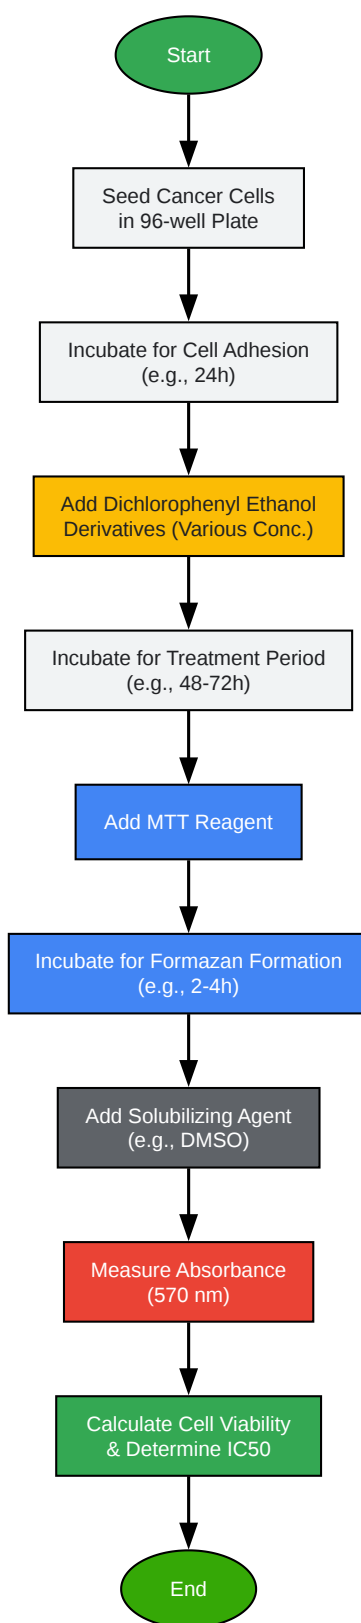 Start
Seed Cancer Cells
in 96-well Plate
Incubate for Cell Adhesion
(e.g., 24h)
Add Dichlorophenyl Ethanol
Derivatives (Various Conc.)
Incubate for Treatment Period
(e.g., 48-72h)
Add MTT Reagent
Incubate for Formazan Formation
(e.g., 2-4h)
Add Solubilizing Agent
(e.g., DMSO)
Measure Absorbance
(570 nm)
Calculate Cell Viability
& Determine IC50
End